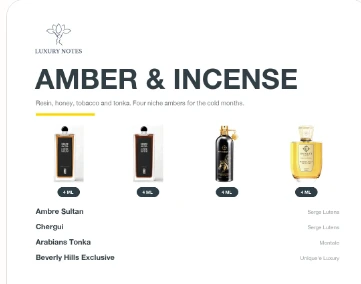 LUXURY NOTES
AMBER & INCENSE
Resin, honey, tobacco and tonka. Four niche ambers for the cold months.
4 ML
4 ML
4 ML
4 ML
Ambre Sultan Serge Lutens
Chergui Serge Lutens
Arabians Tonka Montale
Beverly Hills Exclusive Unique'e Luxury